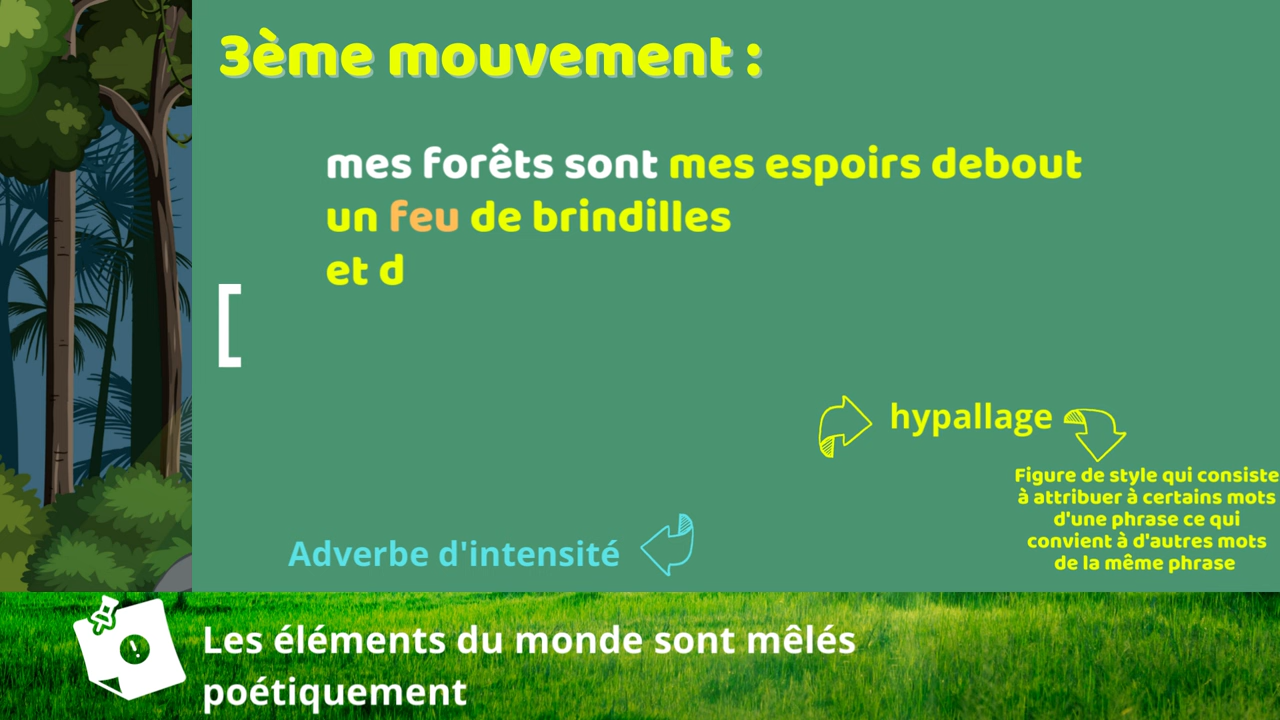 3ème mouvement :
mes forêts sont mes espoirs debout
un feu de brindilles
et d
[
hypallage
Figure de style qui consiste
à attribuer à certains mots
d'une phrase ce qui
convient à d'autres mots
de la même phrase
Adverbe d'intensité
Les éléments du monde sont mêlés
poétiquement